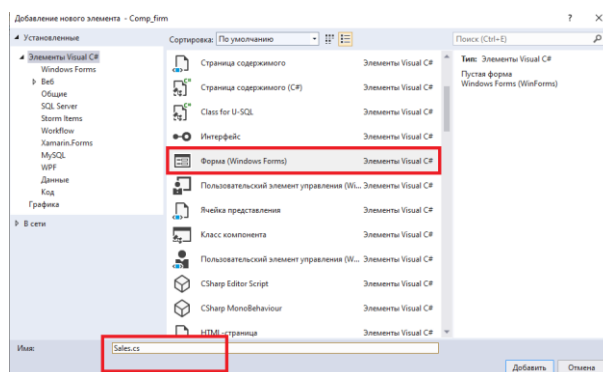 Добавление нового элемента - Comp_firm
? ×
Установленные
Сортировка: По умолчанию
Поиск (Ctrl+E)
Элементы Visual C#
Windows Forms
Веб
Общие
SQL Server
Storm Items
Workflow
Xamarin.Forms
MySQL
WPF
Данные
Код
Графика
В сети
Страница содержимого Элементы Visual C#
Страница содержимого (C#) Элементы Visual C#
Class for U-SQL Элементы Visual C#
Интерфейс Элементы Visual C#
Форма (Windows Forms) Элементы Visual C#
Пользовательский элемент управления (Wi... Элементы Visual C#
Ячейка представления Элементы Visual C#
Класс компонента Элементы Visual C#
Пользовательский элемент управления (W... Элементы Visual C#
CSharp Editor Script Элементы Visual C#
CSharp MonoBehaviour Элементы Visual C#
HTML-страница Элементы Visual C#
Тип: Элементы Visual C#
Пустая форма
Windows Forms (WinForms)
Имя: Sales.cs
Добавить Отмена